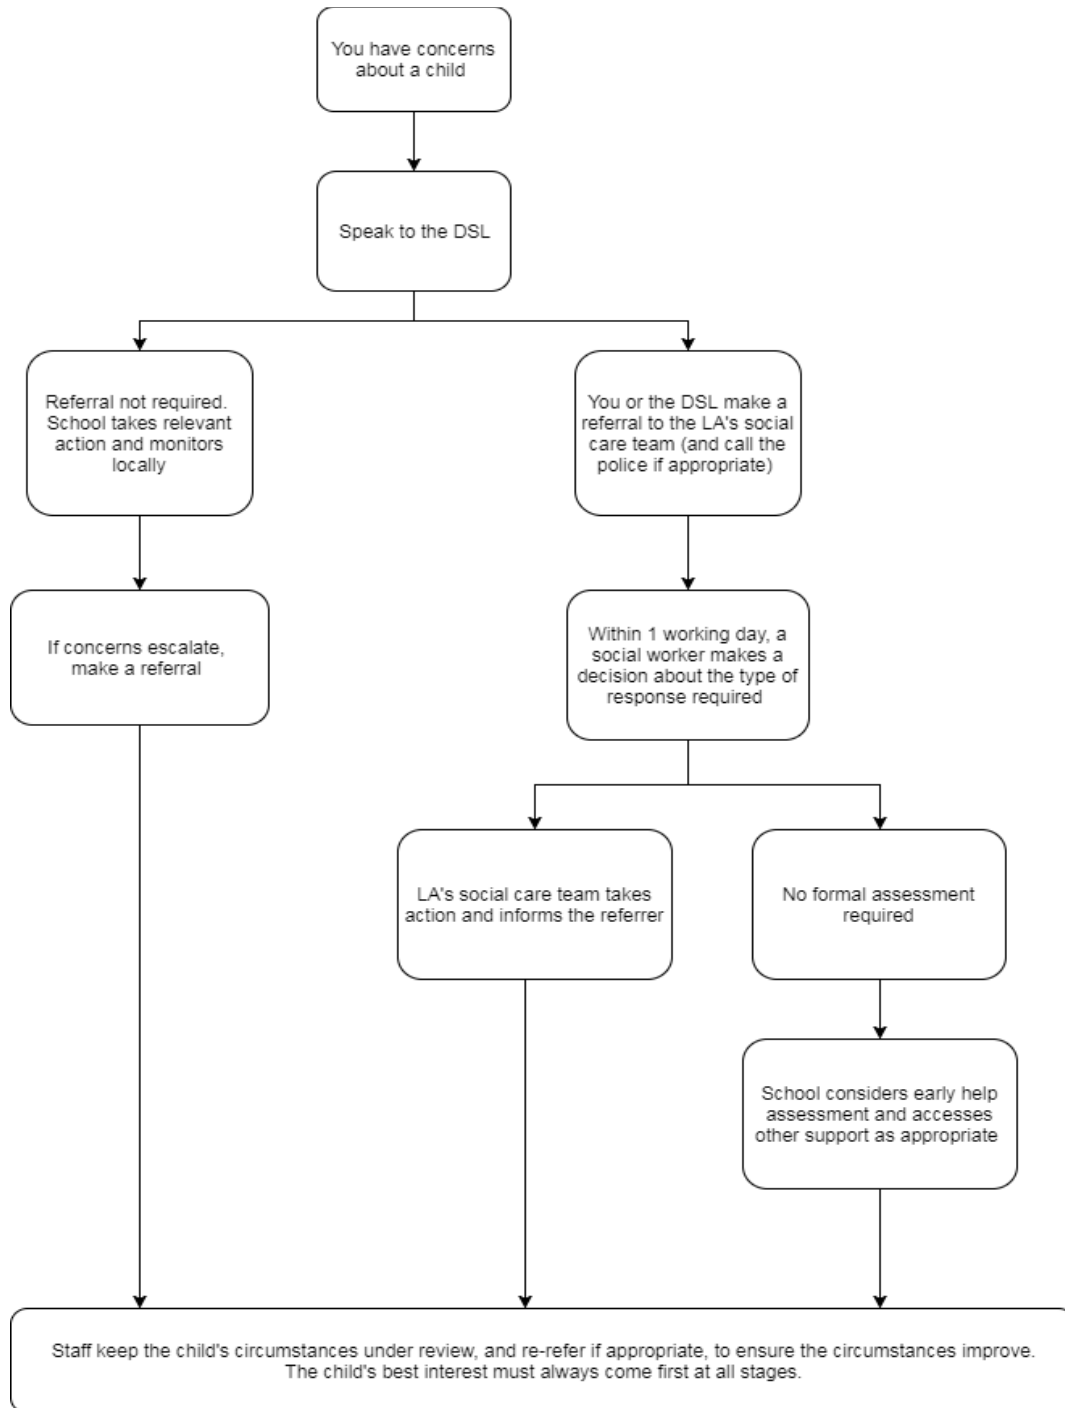 You have concerns
about a child
Speak to the DSL
Referral not required.
School takes relevant
action and monitors
locally
You or the DSL make a
referral to the LA's social
care team (and call the
police if appropriate)
If concerns escalate,
make a referral
Within 1 working day, a
social worker makes a
decision about the type of
response required
LA's social care team takes
action and informs the referrer
No formal assessment
required
School considers early help
assessment and accesses
other support as appropriate
Staff keep the child's circumstances under review, and re-refer if appropriate, to ensure the circumstances improve.
The child's best interest must always come first at all stages.